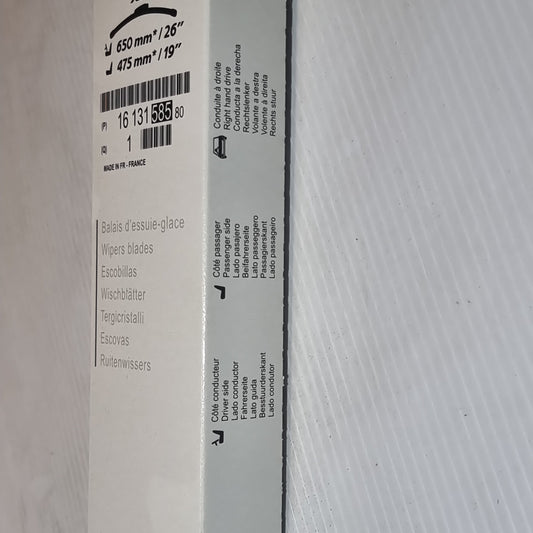 650 mm* / 26"
475 mm* / 19"
(P) 16 131 585 80
(Q) 1
MADE IN FR - FRANCE
Balais d'essuie-glace
Wipers blades
Escobillas
Wischblätter
Tergicristalli
Escovas
Ruitenwissers
Conduite à droite
Right hand drive
Conducta a la derecha
Rechtslenker
Volante a destra
Volente à direita
Rechts stuur
Côté passager
Passenger side
Lado pasajero
Beifahrerseite
Lato passeggero
Passagierskant
Lado passageiro
Côté conducteur
Driver side
Lado conductor
Fahrerseite
Lato guida
Besstuurderskant
Lado condutor